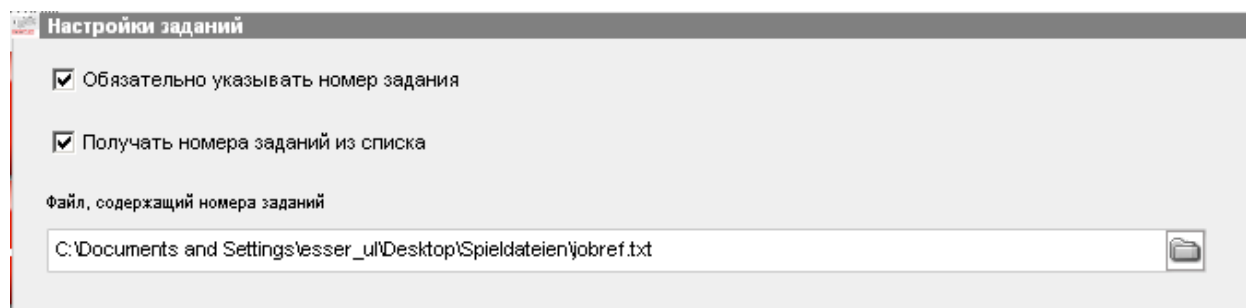 Настройки заданий
Обязательно указывать номер задания
Получать номера заданий из списка
Файл, содержащий номера заданий
C:\Documents and Settings\esser_ul\Desktop\Spieldateien\jobref.txt